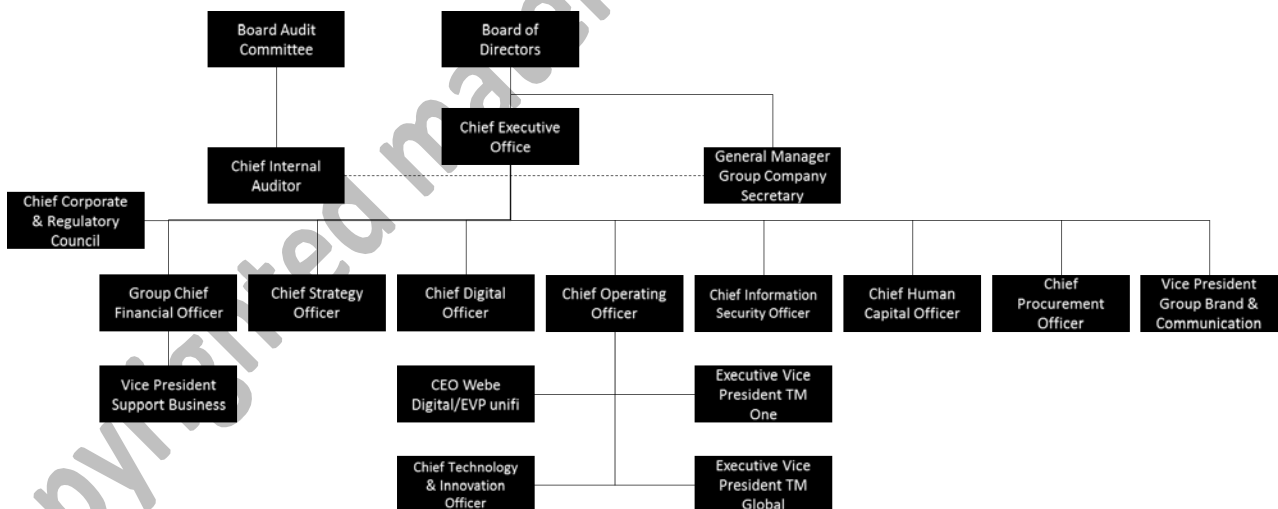 Board Audit
Committee
Board of
Directors
Chief Executive
Office
Chief Internal
Auditor
General Manager
Group Company
Secretary
Chief Corporate
& Regulatory
Council
Group Chief
Financial Officer
Chief Strategy
Officer
Chief Digital
Officer
Chief Operating
Officer
Chief Information
Security Officer
Chief Human
Capital Officer
Chief
Procurement
Officer
Vice President
Group Brand &
Communication
Vice President
Support Business
CEO Webe
Digital/EVP unifi
Executive Vice
President TM
One
Chief Technology
& Innovation
Officer
Executive Vice
President TM
Global
pyrighted mater